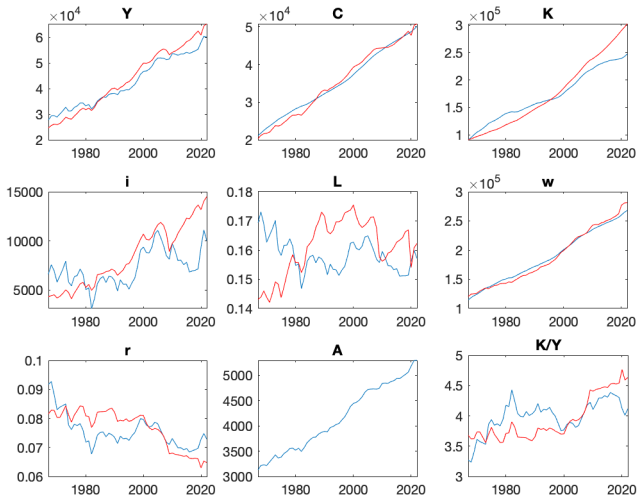 Y C K
×10⁴ ×10⁴ ×10⁵
6 5 3
5 4 2.5
4 3 2
3 2 1.5
2 2 1
1980 2000 2020 1980 2000 2020 1980 2000 2020
i L w
×10⁵
15000 0.18 3
10000 0.17 2.5
5000 0.16 2
0.15 1.5
0.14 1
1980 2000 2020 1980 2000 2020 1980 2000 2020
r A K/Y
0.1 5000 5
0.09 4500 4.5
0.08 4000 4
0.07 3500 3.5
0.06 3000 3
1980 2000 2020 1980 2000 2020 1980 2000 2020